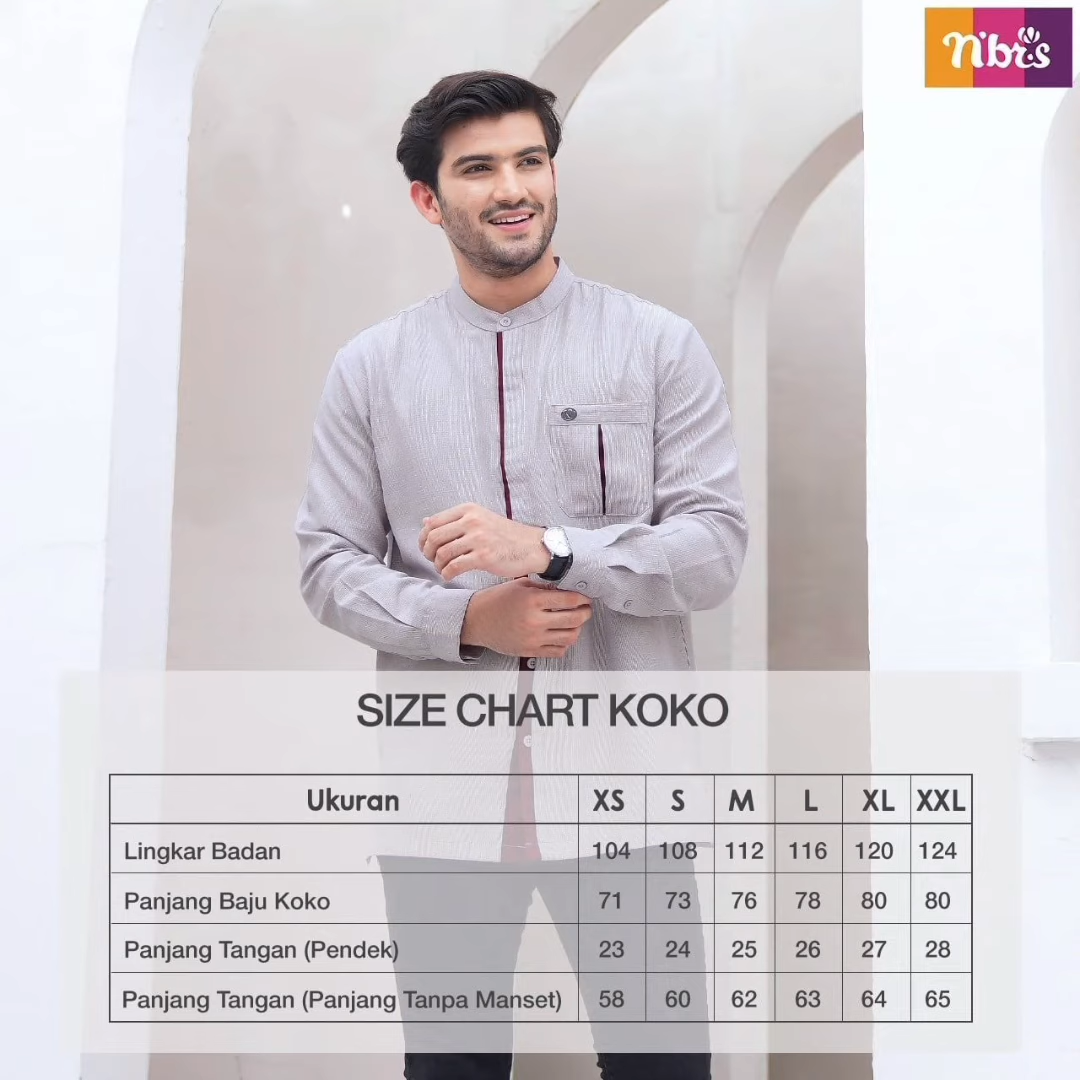 n'br.s
SIZE CHART KOKO
Ukuran XS S M L XL XXL
Lingkar Badan 104 108 112 116 120 124
Panjang Baju Koko 71 73 76 78 80 80
Panjang Tangan (Pendek) 23 24 25 26 27 28
Panjang Tangan (Panjang Tanpa Manset) 58 60 62 63 64 65